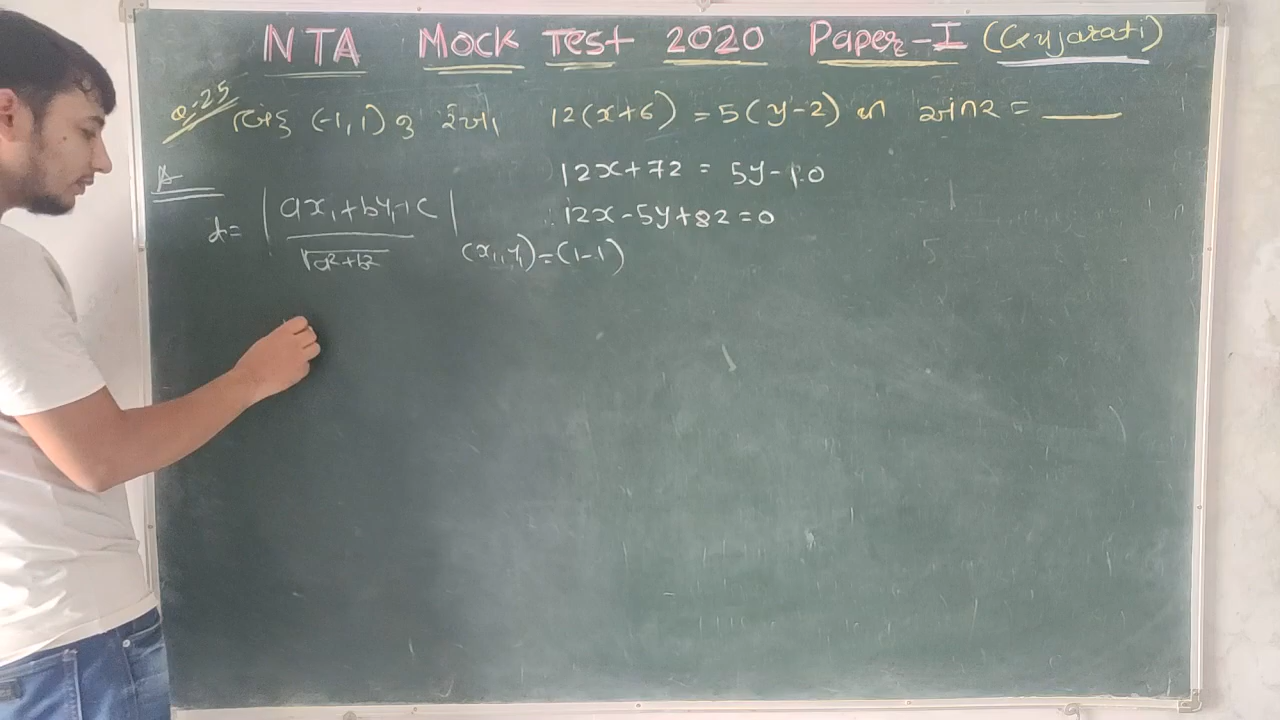 NTA Mock Test 2020 Paper-I (Gujarati)
Q-25 બિંદુ (-1,1) નું રેખા 12(x+6) = 5(y-2) થી અંતર = ____
A
12x+72 = 5y-10
12x-5y+82=0
d= | ax₁+by₁+c / √a²+b² |
(x₁,y₁)=(1-1)